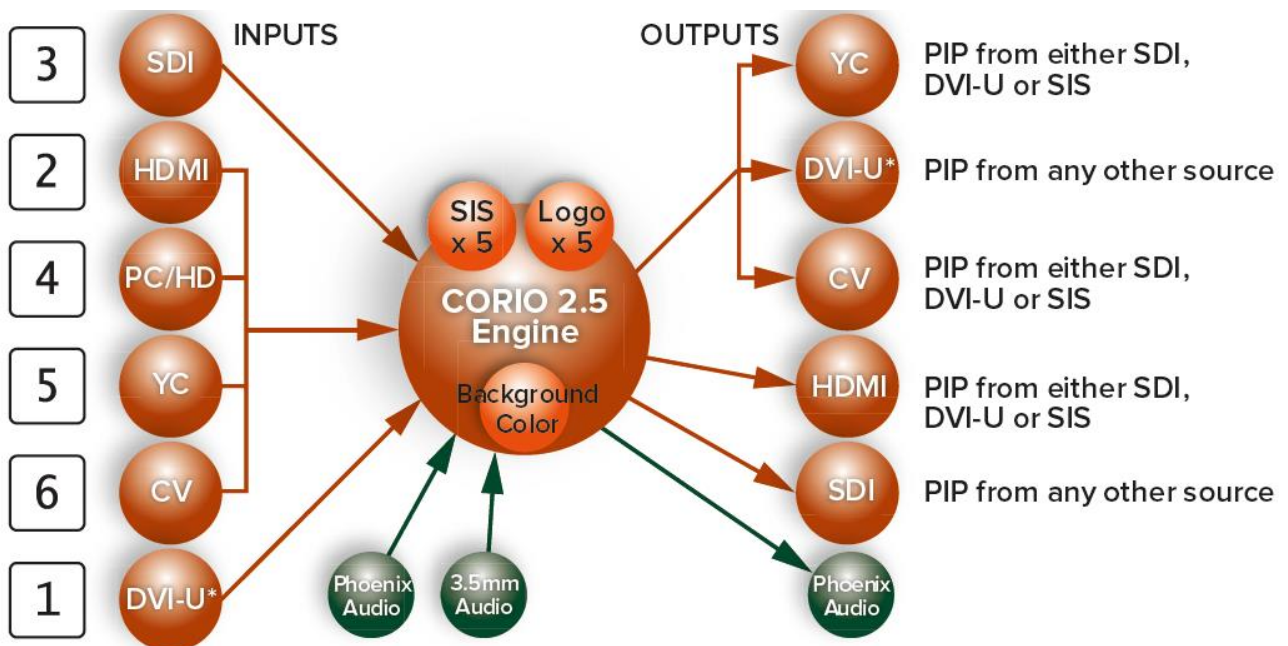 INPUTS
OUTPUTS
3
SDI
YC
PIP from either SDI,
DVI-U or SIS
2
HDMI
DVI-U*
PIP from any other source
SIS
x 5
Logo
x 5
4
PC/HD
CV
PIP from either SDI,
DVI-U or SIS
CORIO 2.5
Engine
5
YC
HDMI
PIP from either SDI,
DVI-U or SIS
Background
Color
6
CV
SDI
PIP from any other source
1
DVI-U*
Phoenix
Audio
3.5mm
Audio
Phoenix
Audio